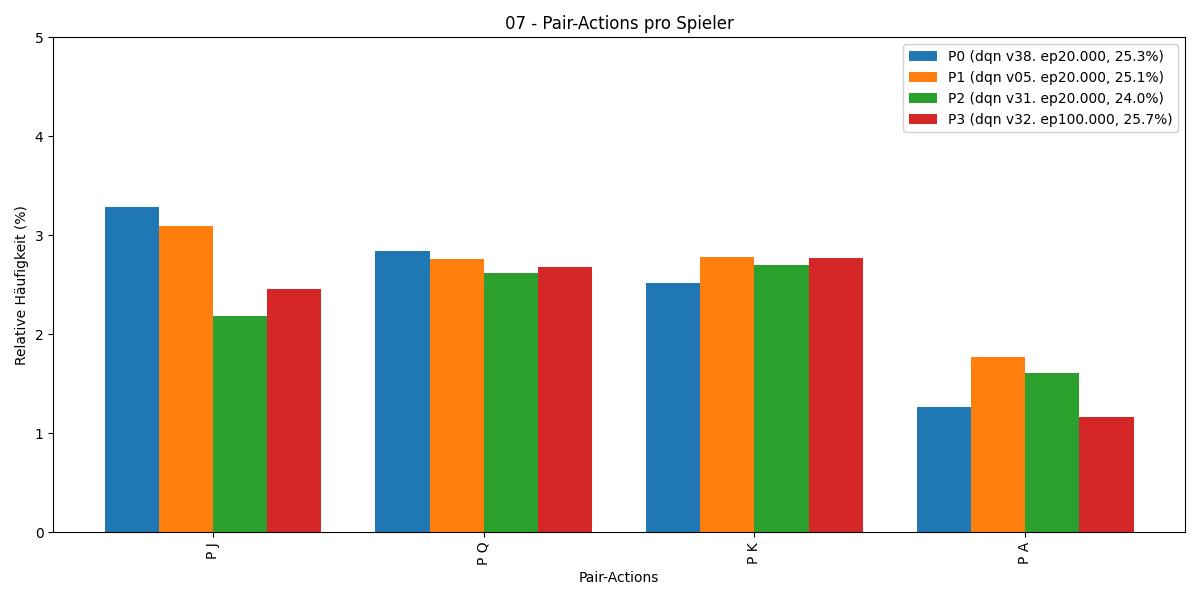 07 - Pair-Actions pro Spieler
P0 (dqn v38. ep20.000, 25.3%)
P1 (dqn v05. ep20.000, 25.1%)
P2 (dqn v31. ep20.000, 24.0%)
P3 (dqn v32. ep100.000, 25.7%)
Relative Häufigkeit (%)
5
4
3
2
1
0
P J
P Q
P K
P A
Pair-Actions